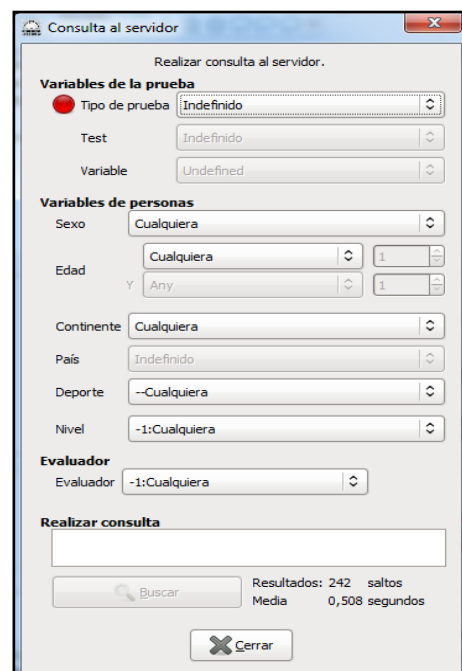 Consulta al servidor
Realizar consulta al servidor.
Variables de la prueba
Tipo de prueba Indefinido
Test Indefinido
Variable Undefined
Variables de personas
Sexo Cualquiera
Edad Cualquiera 1
Y Any 1
Continente Cualquiera
País Indefinido
Deporte --Cualquiera
Nivel -1:Cualquiera
Evaluador
Evaluador -1:Cualquiera
Realizar consulta
Buscar Resultados: 242 saltos
Media 0,508 segundos
Cerrar